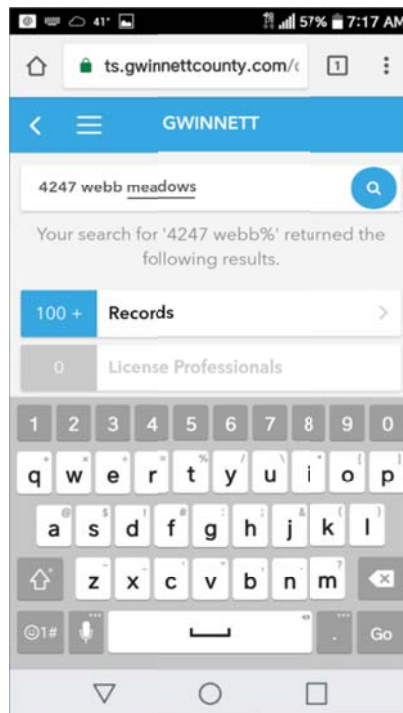 41° 4G 57% 7:17 AM
ts.gwinnettcounty.com/c 1
GWINNETT
4247 webb meadows
Your search for '4247 webb%' returned the
following results.
100 + Records
0 License Professionals
1 2 3 4 5 6 7 8 9 0
q w e r t y u i o p
a s d f g h j k l
z x c v b n m
1# . Go